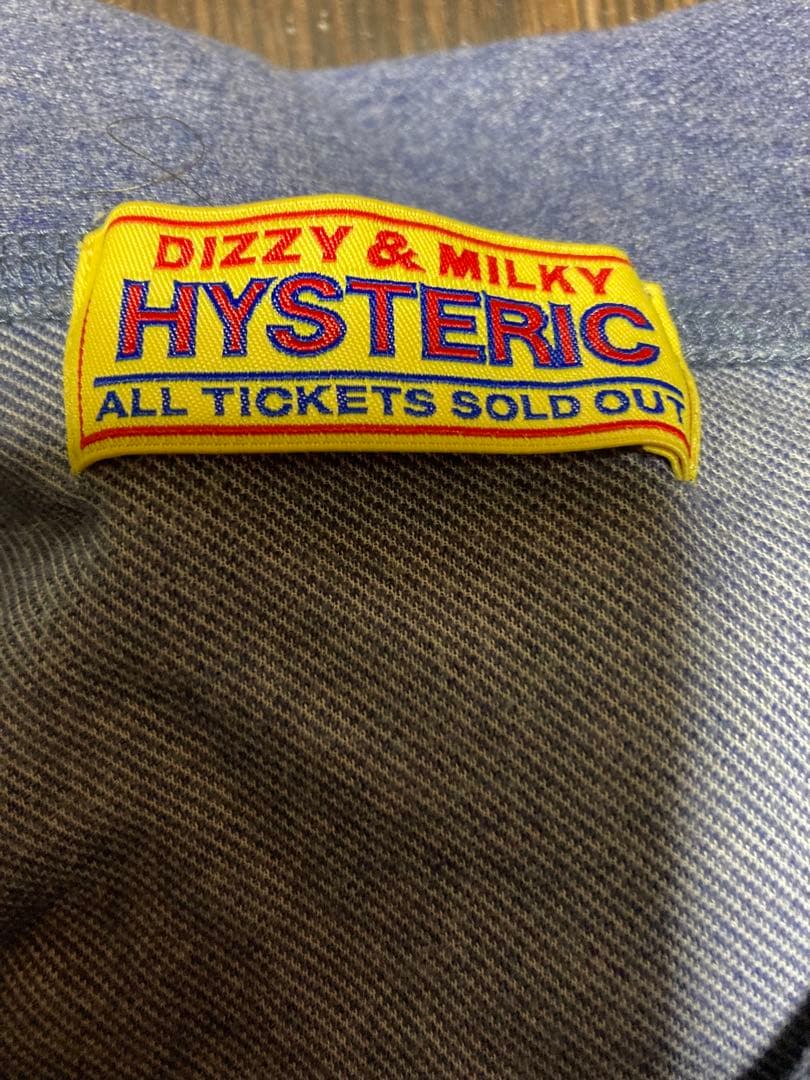 DIZZY & MILKY
HYSTERIC
ALL TICKETS SOLD OUT